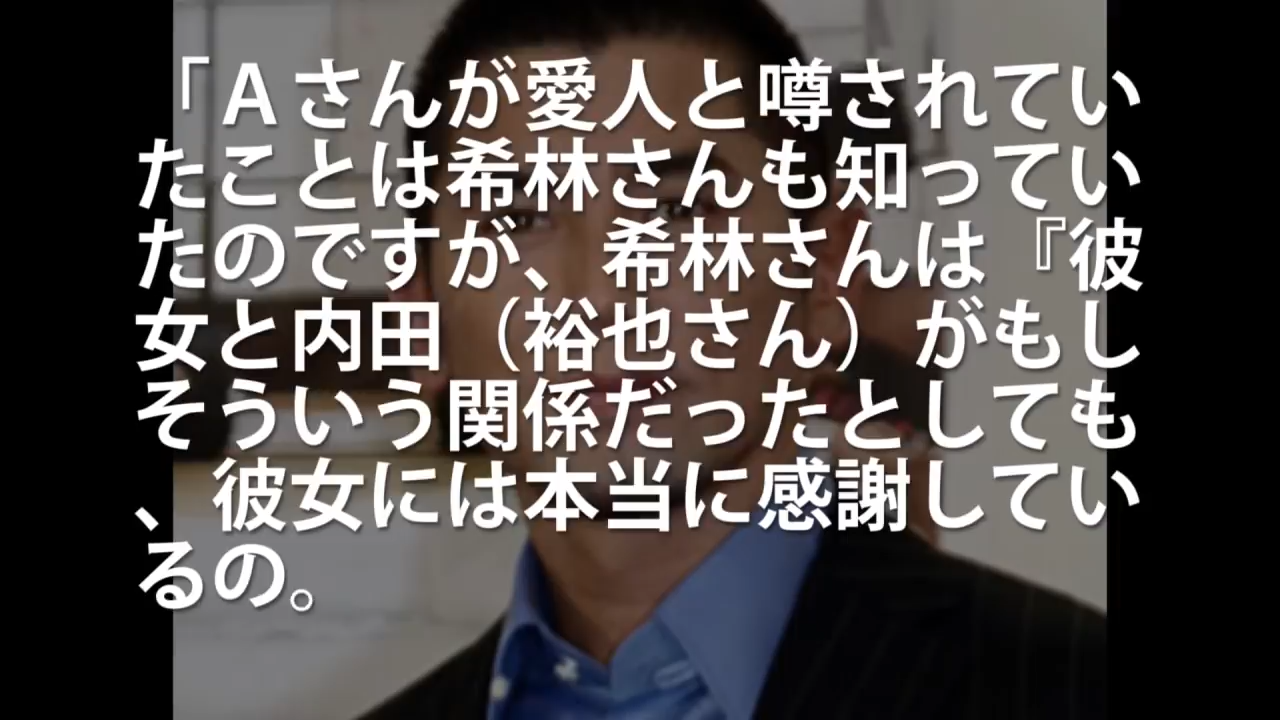 「Ａさんが愛人と噂されてい
たことは希林さんも知ってい
たのですが、希林さんは『彼
女と内田（裕也さん）がもし
そういう関係だったとしても
、彼女には本当に感謝してい
るの。